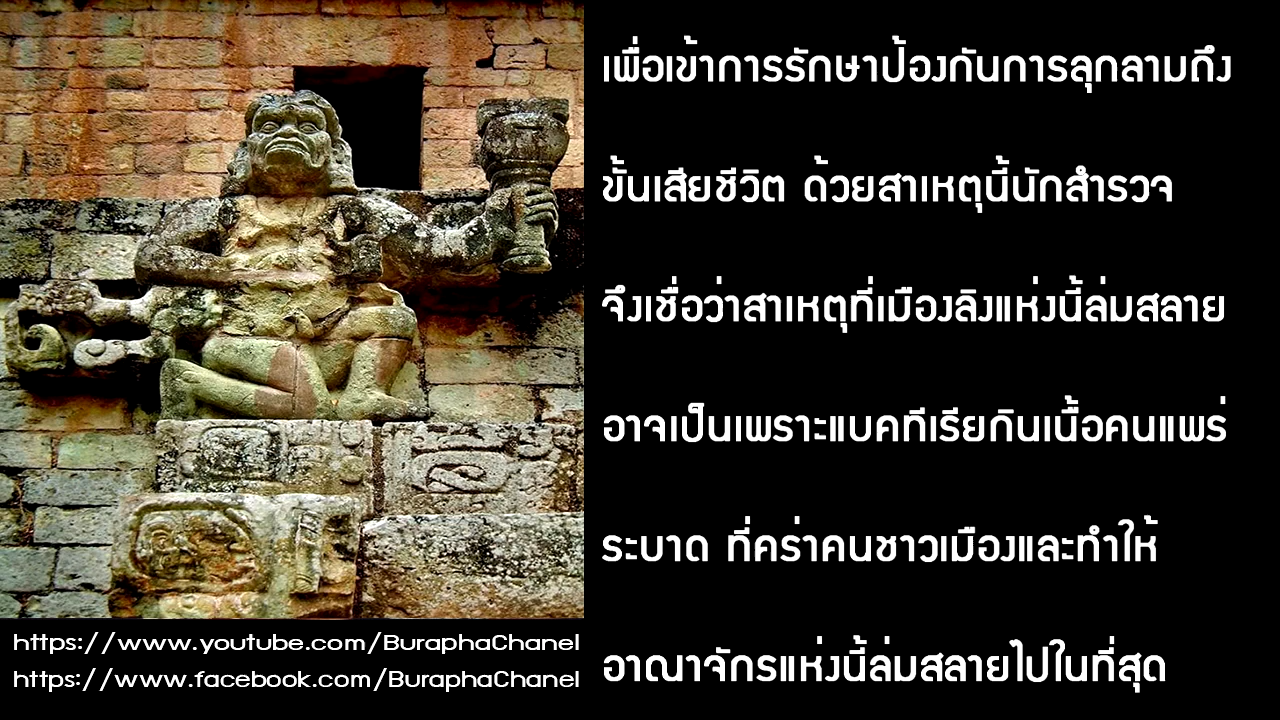 เพื่อเข้าการรักษาป้องกันการลุกลามถึง
ขั้นเสียชีวิต ด้วยสาเหตุนี้นักสำรวจ
จึงเชื่อว่าสาเหตุที่เมืองลิงแห่งนี้ล่มสลาย
อาจเป็นเพราะแบคทีเรียกินเนื้อคนแพร่
ระบาด ที่คร่าคนชาวเมืองและทำให้
อาณาจักรแห่งนี้ล่มสลายไปในที่สุด
https://www.youtube.com/BuraphaChanel
https://www.facebook.com/BuraphaChanel